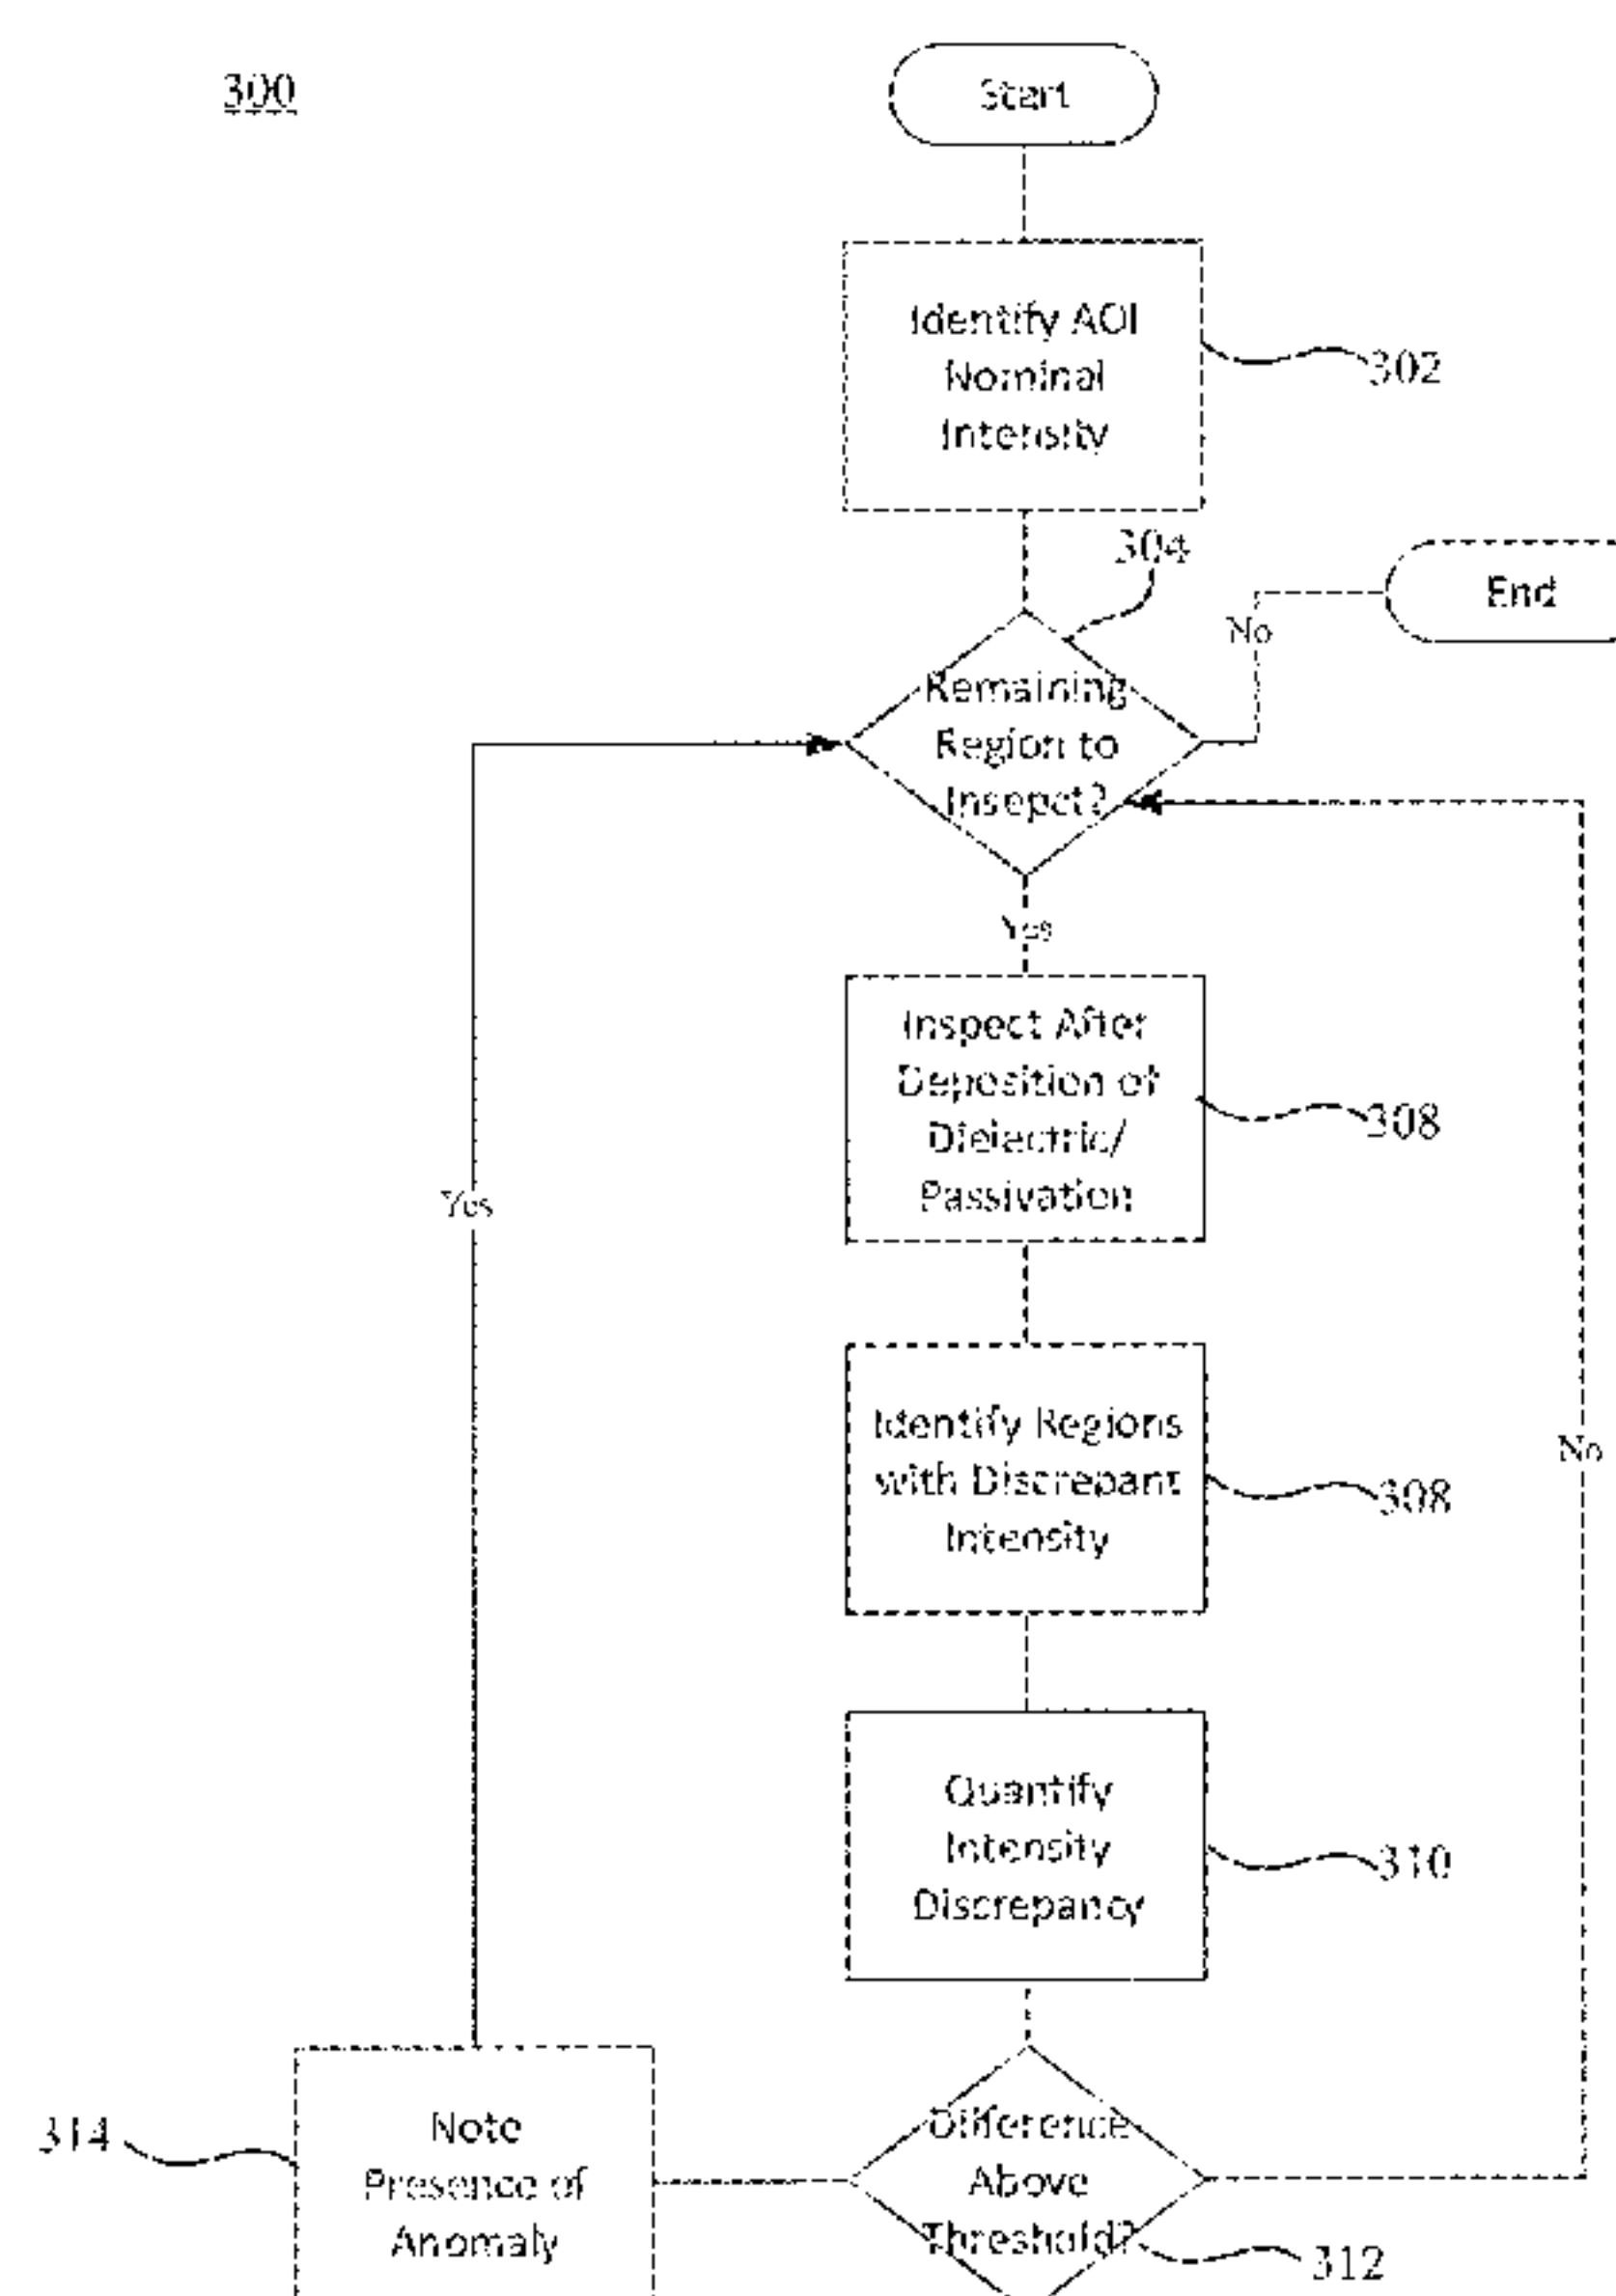 300
Start
Identify AOI
Nominal
Intensity
302
304
End
No
Remaining
Region to
Insepct?
Yes
Inspect After
Deposition of
Dielectric/
Passivation
308
Yes
Identify Regions
with Discrepant
Intensity
308
No
Quantify
Intensity
Discrepancy
310
314
Note
Presence of
Anomaly
Difference
Above
Threshold?
312